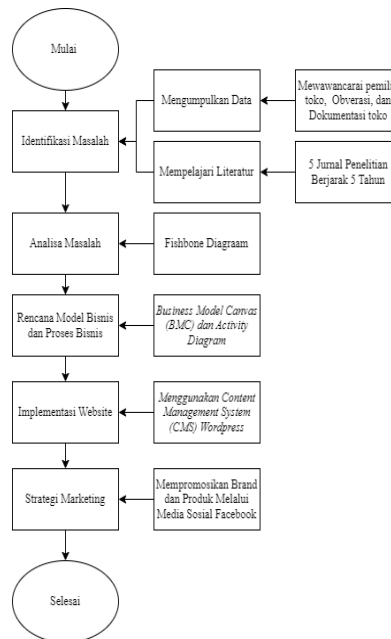 Mulai
Mengumpulkan Data
Mewawancarai pemilik
toko, Obverasi, dan
Dokumentasi toko
Identifikasi Masalah
Mempelajari Literatur
5 Jurnal Penelitian
Berjarak 5 Tahun
Analisa Masalah
Fishbone Diagraam
Rencana Model Bisnis
dan Proses Bisnis
Business Model Canvas
(BMC) dan Activity
Diagram
Implementasi Website
Menggunakan Content
Management System
(CMS) Wordpress
Strategi Marketing
Mempromosikan Brand
dan Produk Melalui
Media Sosial Facebook
Selesai